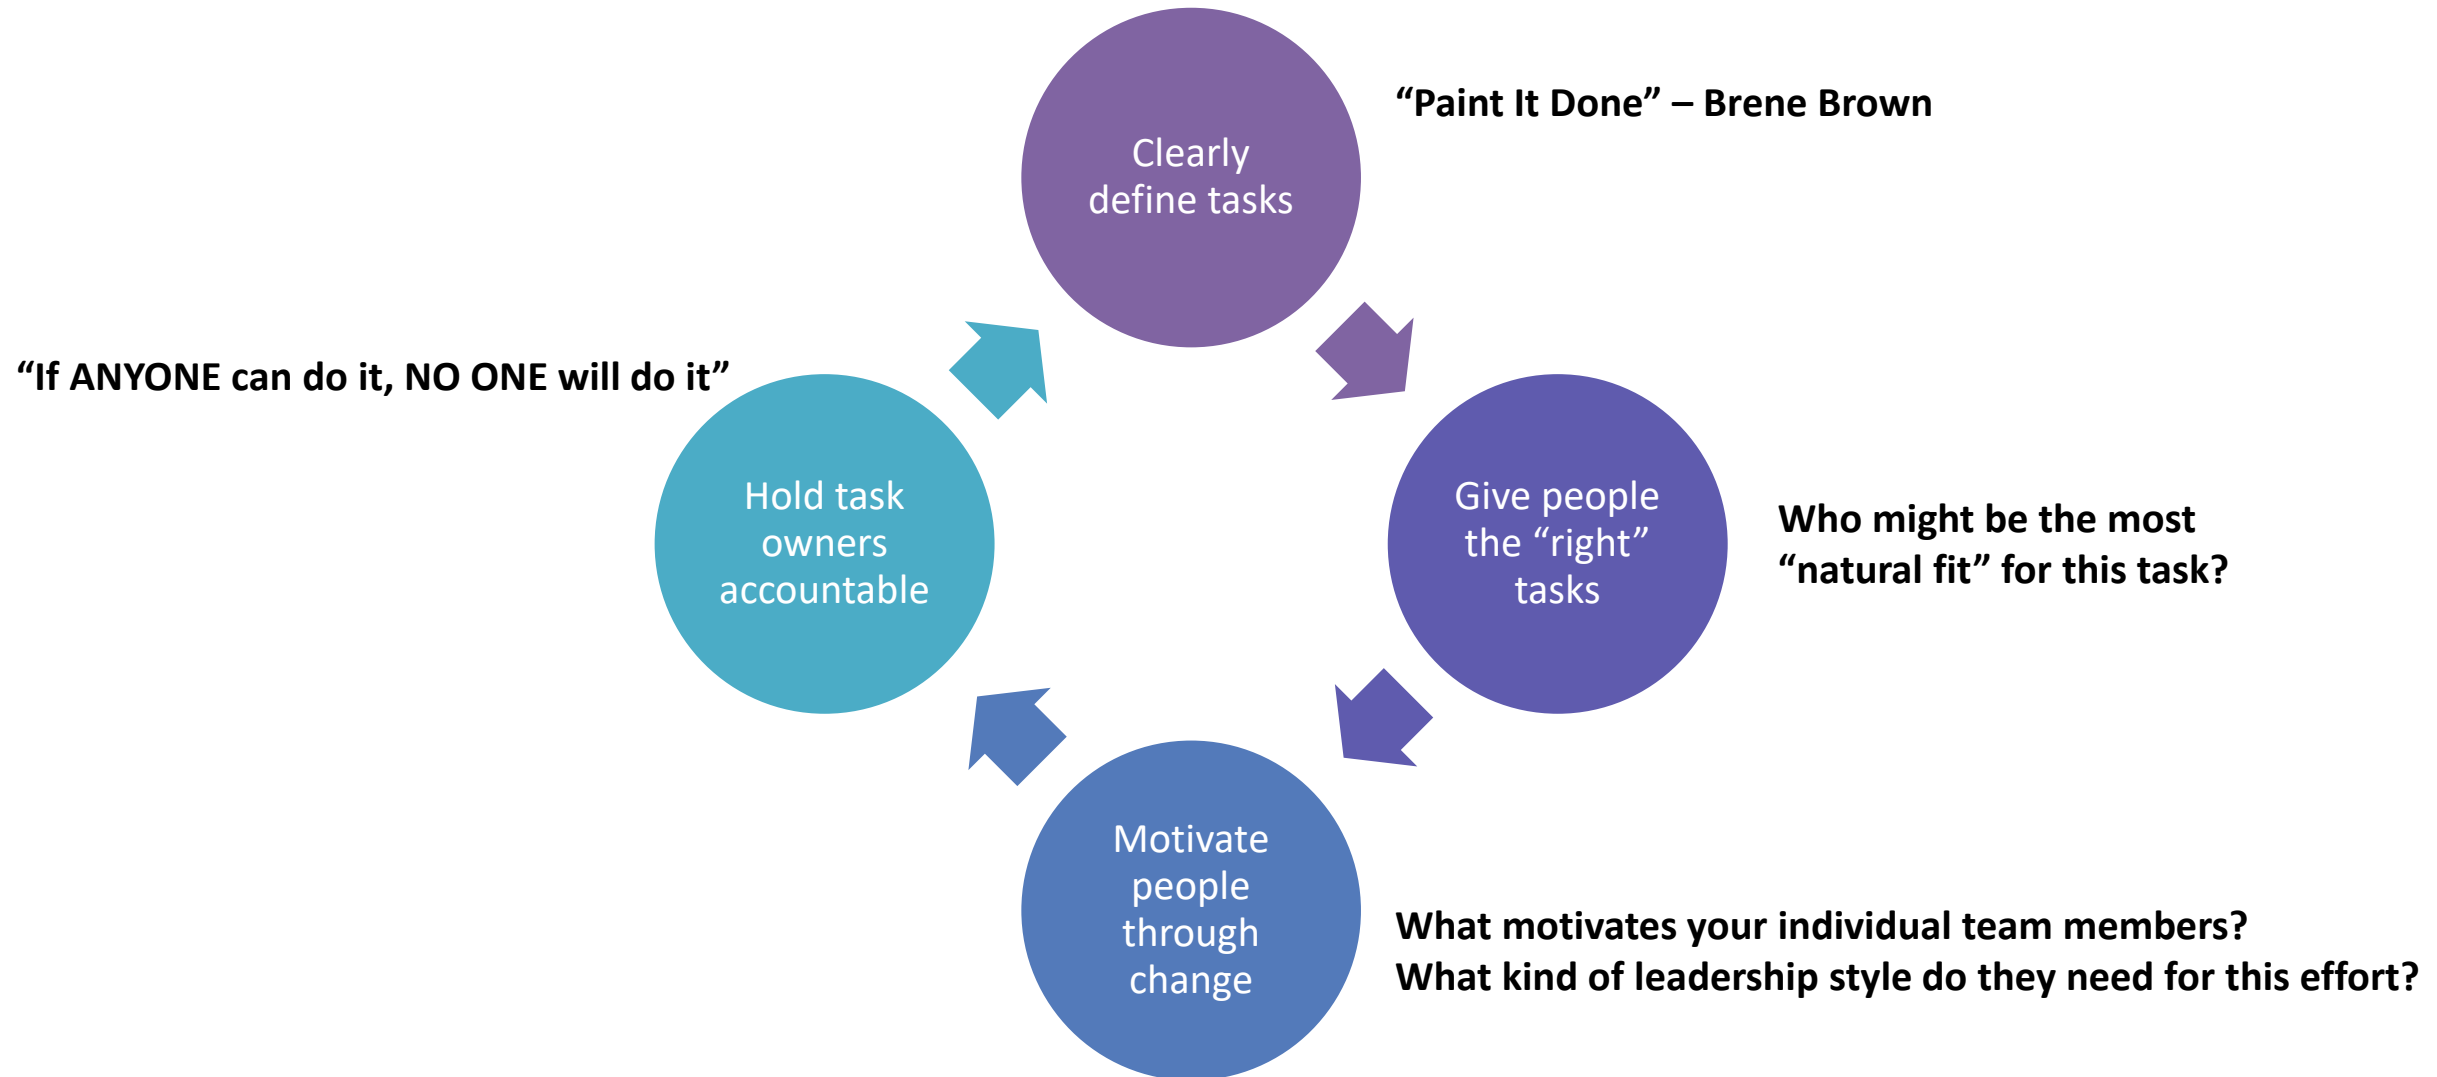 “Paint It Done” – Brene Brown
Clearly
define tasks
“If ANYONE can do it, NO ONE will do it”
Hold task
owners
accountable
Give people
the “right”
tasks
Who might be the most
“natural fit” for this task?
Motivate
people
through
change
What motivates your individual team members?
What kind of leadership style do they need for this effort?